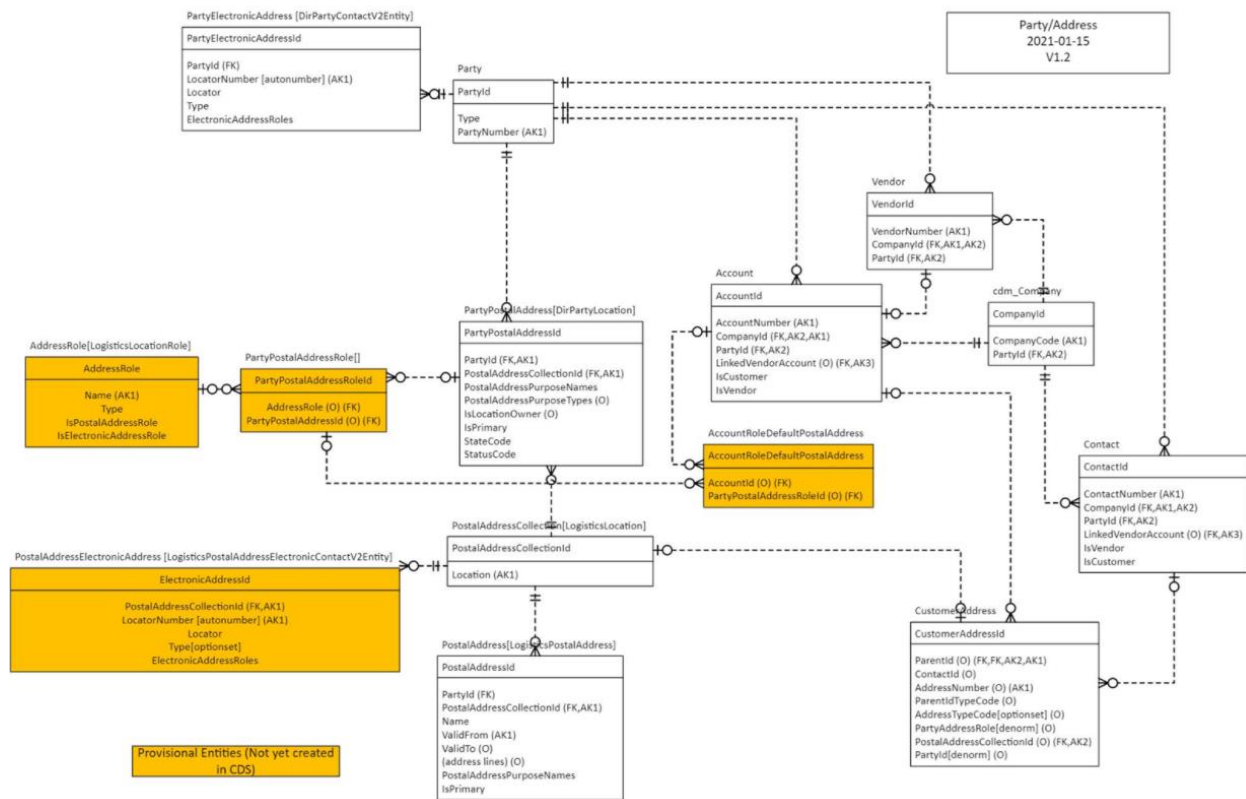 PartyElectronicAddress [DirPartyContactV2Entity]
PartyElectronicAddressId
PartyId (FK)
LocatorNumber [autonumber] (AK1)
Locator
Type
ElectronicAddressRoles
Party
PartyId
Type
PartyNumber (AK1)
Party/Address
2021-01-15
V1.2
Vendor
VendorId
VendorNumber (AK1)
CompanyId (FK,AK1,AK2)
PartyId (FK,AK2)
Account
AccountId
AccountNumber (AK1)
CompanyId (FK,AK2,AK1)
PartyId (FK,AK2)
LinkedVendorAccount (O) (FK,AK3)
IsCustomer
IsVendor
cdm_Company
CompanyId
CompanyCode (AK1)
PartyId (FK,AK2)
PartyPostalAddress[DirPartyLocation]
PartyPostalAddressId
PartyId (FK,AK1)
PostalAddressCollectionId (FK,AK1)
PostalAddressPurposeNames
PostalAddressPurposeTypes (O)
IsLocationOwner (O)
IsPrimary
StateCode
StatusCode
AddressRole[LogisticsLocationRole]
AddressRole
Name (AK1)
Type
IsPostalAddressRole
IsElectronicAddressRole
PartyPostalAddressRole[]
PartyPostalAddressRoleId
AddressRole (O) (FK)
PartyPostalAddressId (O) (FK)
AccountRoleDefaultPostalAddress
AccountRoleDefaultPostalAddress
AccountId (O) (FK)
PartyPostalAddressRoleId (O) (FK)
Contact
ContactId
ContactNumber (AK1)
CompanyId (FK,AK1,AK2)
PartyId (FK,AK2)
LinkedVendorAccount (O) (FK,AK3)
IsVendor
IsCustomer
PostalAddressCollection[LogisticsLocation]
PostalAddressCollectionId
Location (AK1)
PostalAddressElectronicAddress [LogisticsPostalAddressElectronicContactV2Entity]
ElectronicAddressId
PostalAddressCollectionId (FK,AK1)
LocatorNumber [autonumber] (AK1)
Locator
Type[optionset]
ElectronicAddressRoles
PostalAddress[LogisticsPostalAddress]
PostalAddressId
PartyId (FK)
PostalAddressCollectionId (FK,AK1)
Name
ValidFrom (AK1)
ValidTo (O)
(address lines) (O)
PostalAddressPurposeNames
IsPrimary
CustomerAddress
CustomerAddressId
ParentId (O) (FK,FK,AK2,AK1)
ContactId (O)
AddressNumber (O) (AK1)
ParentIdTypeCode (O)
AddressTypeCode[optionset] (O)
PartyAddressRole[denorm] (O)
PostalAddressCollectionId (O) (FK,AK2)
PartyId[denorm] (O)
Provisional Entities (Not yet created
in CDS)